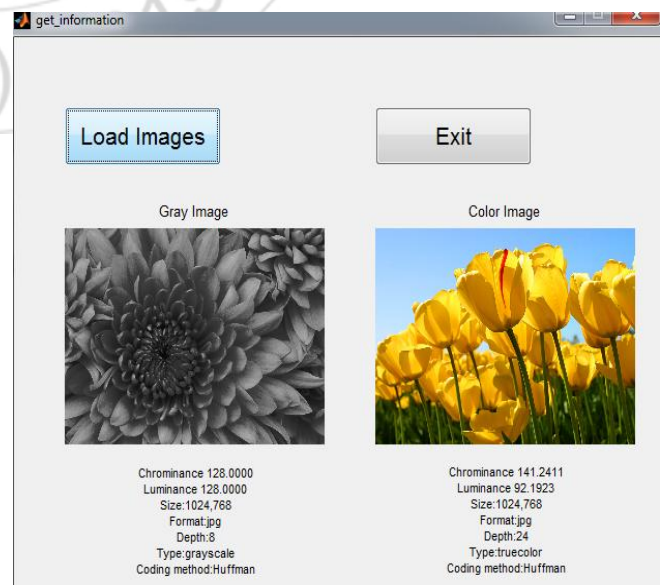 get_information
Load Images
Exit
Gray Image
Color Image
Chrominance 128.0000
Luminance 128.0000
Size:1024,768
Format:jpg
Depth:8
Type:grayscale
Coding method:Huffman
Chrominance 141.2411
Luminance 92.1923
Size:1024,768
Format:jpg
Depth:24
Type:truecolor
Coding method:Huffman